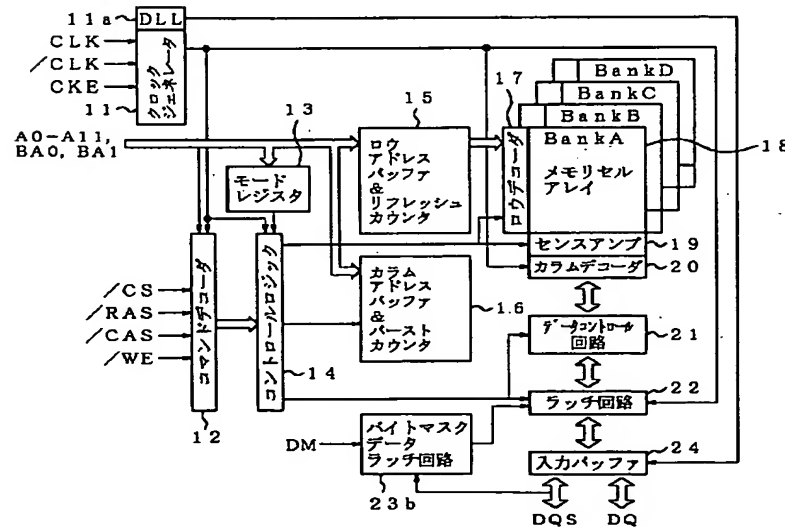 11a
DLL
CLK
/CLK
CKE
11
クロック
ジェネレータ
A0-A11,
BA0, BA1
13
モード
レジスタ
15
ロウ
アドレス
バッファ
&
リフレッシュ
カウンタ
17
ロウデコーダ
BankD
BankC
BankB
BankA
メモリセル
アレイ
18
センスアンプ
19
カラムデコーダ
20
/CS
/RAS
/CAS
/WE
コマンドデコーダ
12
コントロールロジック
14
カラム
アドレス
バッファ
&
バースト
カウンタ
16
データコントロール
回路
21
ラッチ回路
22
DM
バイトマスク
データ
ラッチ回路
23b
入力バッファ
24
DQS
DQ